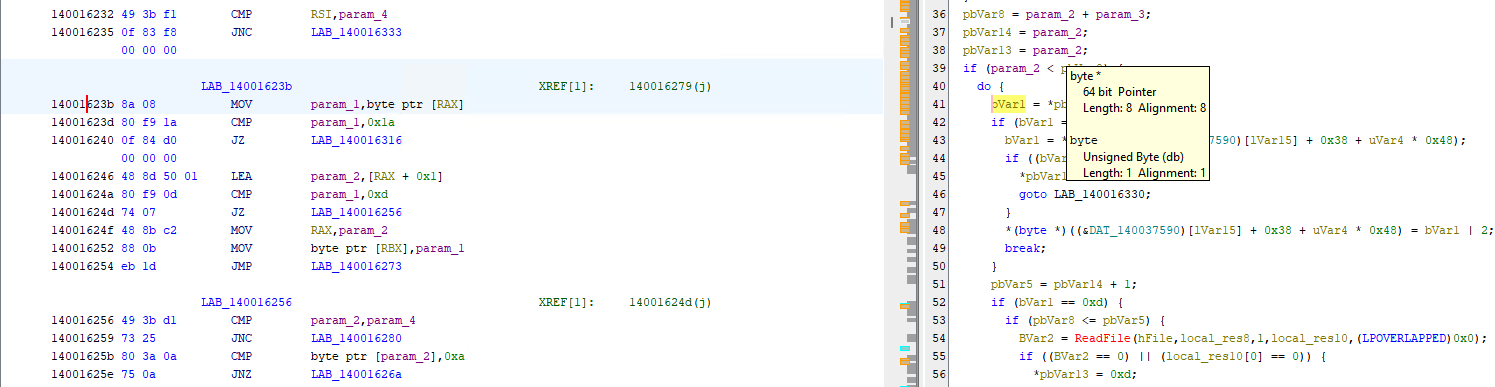 140016232 49 3b f1 CMP RSI,param_4
140016235 0f 83 f8 JNC LAB_140016333
00 00 00
LAB_14001623b XREF[1]: 140016279(j)
14001623b 8a 08 MOV param_1,byte ptr [RAX]
14001623d 80 f9 1a CMP param_1,0x1a
140016240 0f 84 d0 JZ LAB_140016316
00 00 00
140016246 48 8d 50 01 LEA param_2,[RAX + 0x1]
14001624a 80 f9 0d CMP param_1,0xd
14001624d 74 07 JZ LAB_140016256
14001624f 48 8b c2 MOV RAX,param_2
140016252 88 0b MOV byte ptr [RBX],param_1
140016254 eb 1d JMP LAB_140016273
LAB_140016256 XREF[1]: 14001624d(j)
140016256 49 3b d1 CMP param_2,param_4
140016259 73 25 JNC LAB_140016280
14001625b 80 3a 0a CMP byte ptr [param_2],0xa
14001625e 75 0a JNZ LAB_14001626a
36 pbVar8 = param_2 + param_3;
37 pbVar14 = param_2;
38 pbVar13 = param_2;
39 if (param_2 <
40 do {
41 bVar1 = *pb
42 if (bVar1 =
43 bVar1 = * 37590)[lVar15] + 0x38 + uVar4 * 0x48);
44 if ((bVar
45 *pbVar1
46 goto LAB_140016330;
47 }
48 *(byte *)((&DAT_140037590)[lVar15] + 0x38 + uVar4 * 0x48) = bVar1 | 2;
49 break;
50 }
51 pbVar5 = pbVar14 + 1;
52 if (bVar1 == 0xd) {
53 if (pbVar8 <= pbVar5) {
54 BVar2 = ReadFile(hFile,local_res8,1,local_res10,(LPOVERLAPPED)0x0);
55 if ((BVar2 == 0) || (local_res10[0] == 0)) {
56 *pbVar13 = 0xd;
byte *
64 bit Pointer
Length: 8 Alignment: 8
byte
Unsigned Byte (db)
Length: 1 Alignment: 1